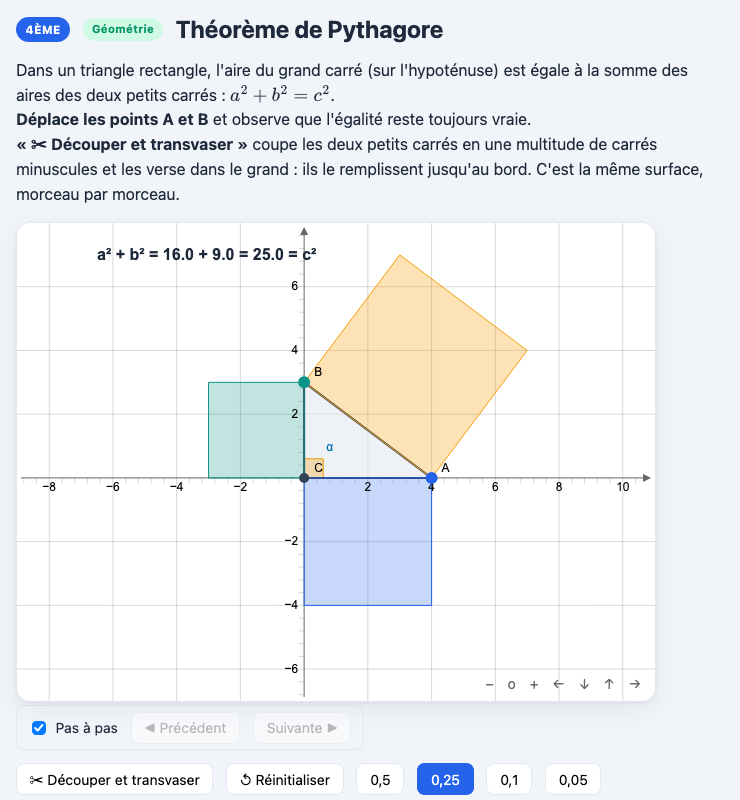 4ÈME Géométrie Théorème de Pythagore
Dans un triangle rectangle, l'aire du grand carré (sur l'hypoténuse) est égale à la somme des
aires des deux petits carrés : a² + b² = c².
Déplace les points A et B et observe que l'égalité reste toujours vraie.
« ✂ Découper et transvaser » coupe les deux petits carrés en une multitude de carrés
minuscules et les verse dans le grand : ils le remplissent jusqu'au bord. C'est la même surface,
morceau par morceau.
a² + b² = 16.0 + 9.0 = 25.0 = c²
6
4
B
2
α
C A
−8 −6 −4 −2 2 4 6 8 10
−2
−4
−6
− o + ← ↓ ↑ →
Pas à pas ◀ Précédent Suivante ▶
✂ Découper et transvaser ↺ Réinitialiser 0,5 0,25 0,1 0,05